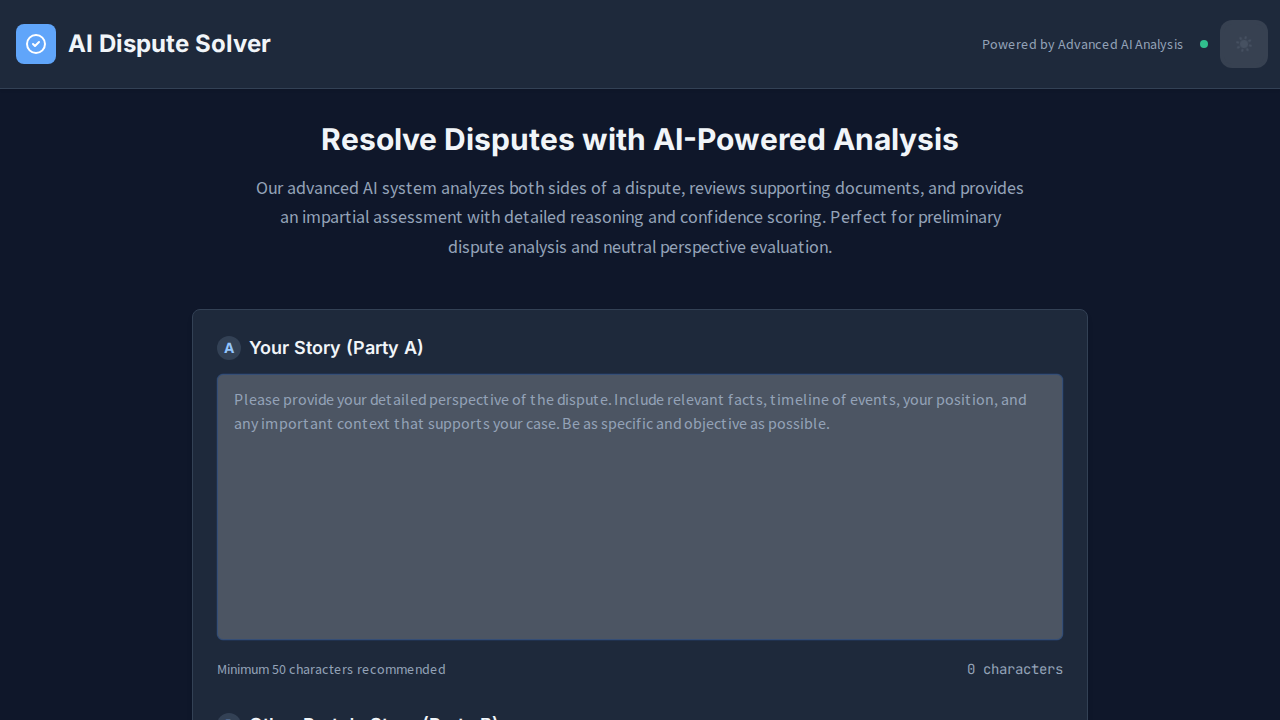 AI Dispute Solver
Powered by Advanced AI Analysis
Resolve Disputes with AI-Powered Analysis
Our advanced AI system analyzes both sides of a dispute, reviews supporting documents, and provides
an impartial assessment with detailed reasoning and confidence scoring. Perfect for preliminary
dispute analysis and neutral perspective evaluation.
A Your Story (Party A)
Please provide your detailed perspective of the dispute. Include relevant facts, timeline of events, your position, and
any important context that supports your case. Be as specific and objective as possible.
Minimum 50 characters recommended
0 characters
Other Party's Story (Party B)